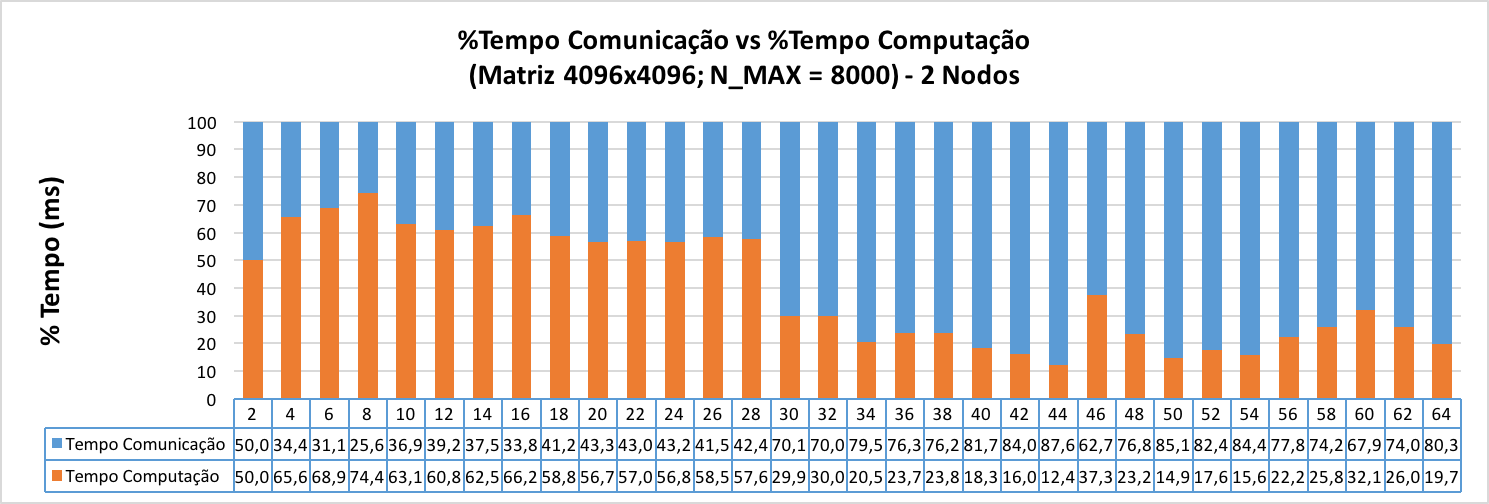 %Tempo Comunicação vs %Tempo Computação
(Matriz 4096x4096; N_MAX = 8000) - 2 Nodos
% Tempo (ms)
100
90
80
70
60
50
40
30
20
10
0
2 4 6 8 10 12 14 16 18 20 22 24 26 28 30 32 34 36 38 40 42 44 46 48 50 52 54 56 58 60 62 64
Tempo Comunicação 50,0 34,4 31,1 25,6 36,9 39,2 37,5 33,8 41,2 43,3 43,0 43,2 41,5 42,4 70,1 70,0 79,5 76,3 76,2 81,7 84,0 87,6 62,7 76,8 85,1 82,4 84,4 77,8 74,2 67,9 74,0 80,3
Tempo Computação 50,0 65,6 68,9 74,4 63,1 60,8 62,5 66,2 58,8 56,7 57,0 56,8 58,5 57,6 29,9 30,0 20,5 23,7 23,8 18,3 16,0 12,4 37,3 23,2 14,9 17,6 15,6 22,2 25,8 32,1 26,0 19,7